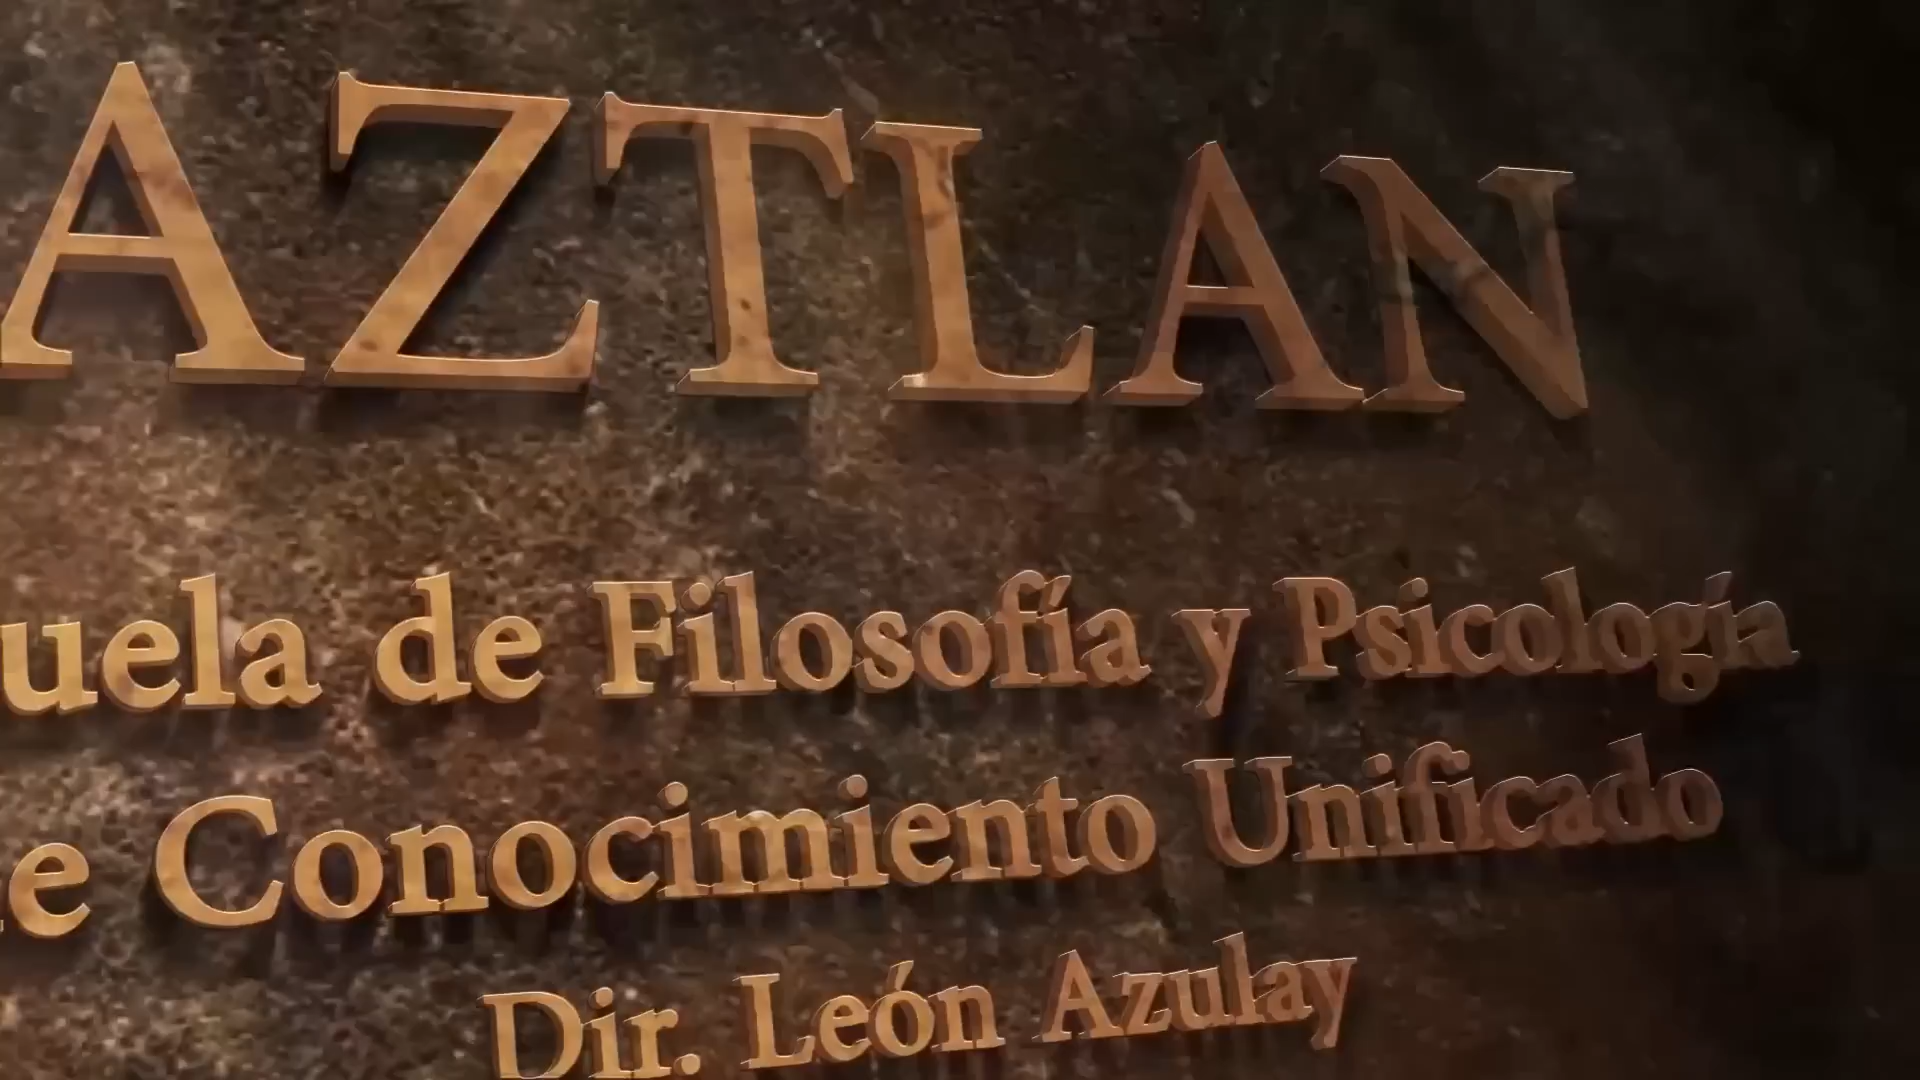 AZTLAN
uela de Filosofía y Psicología
e Conocimiento Unificado
Dir. León Azulay